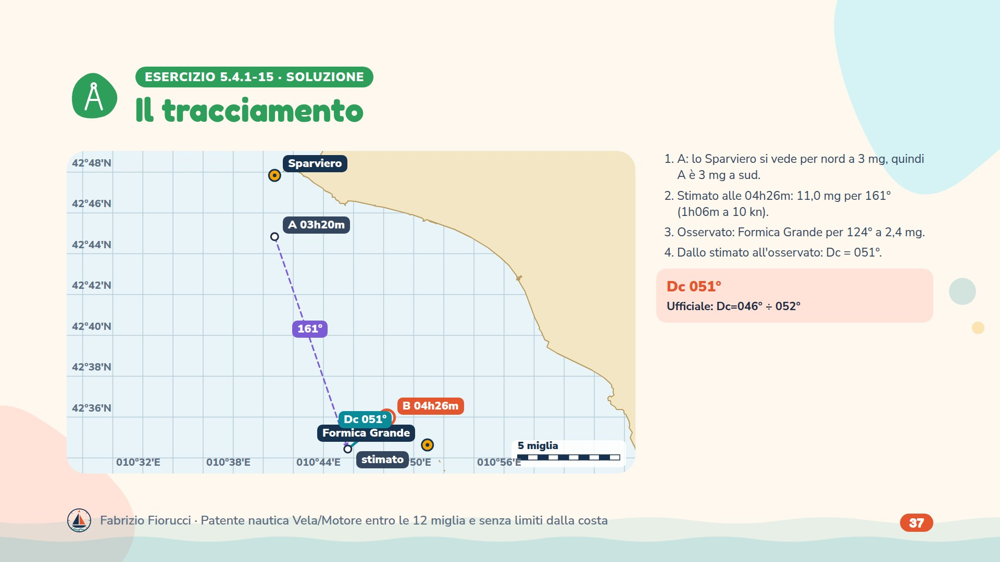 ESERCIZIO 5.4.1-15 · SOLUZIONE
Il tracciamento
42°48'N
Sparviero
42°46'N
A 03h20m
42°44'N
42°42'N
42°40'N
161°
42°38'N
42°36'N
B 04h26m
Dc 051°
Formica Grande
5 miglia
stimato
010°32'E
010°38'E
010°44'E
50'E
010°56'E
1. A: lo Sparviero si vede per nord a 3 mg, quindi
A è 3 mg a sud.
2. Stimato alle 04h26m: 11,0 mg per 161°
(1h06m a 10 kn).
3. Osservato: Formica Grande per 124° a 2,4 mg.
4. Dallo stimato all'osservato: Dc = 051°.
Dc 051°
Ufficiale: Dc=046° ÷ 052°
Fabrizio Fiorucci · Patente nautica Vela/Motore entro le 12 miglia e senza limiti dalla costa
37